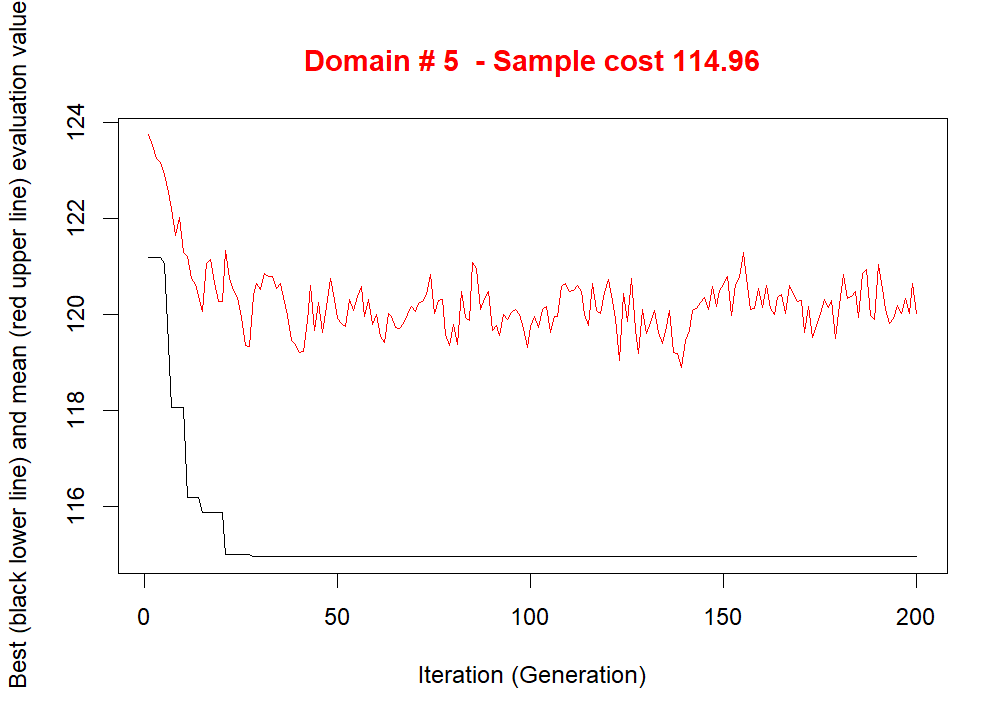 Domain # 5  - Sample cost 114.96
Best (black lower line) and mean (red upper line) evaluation value
124
122
120
118
116
0 50 100 150 200
Iteration (Generation)